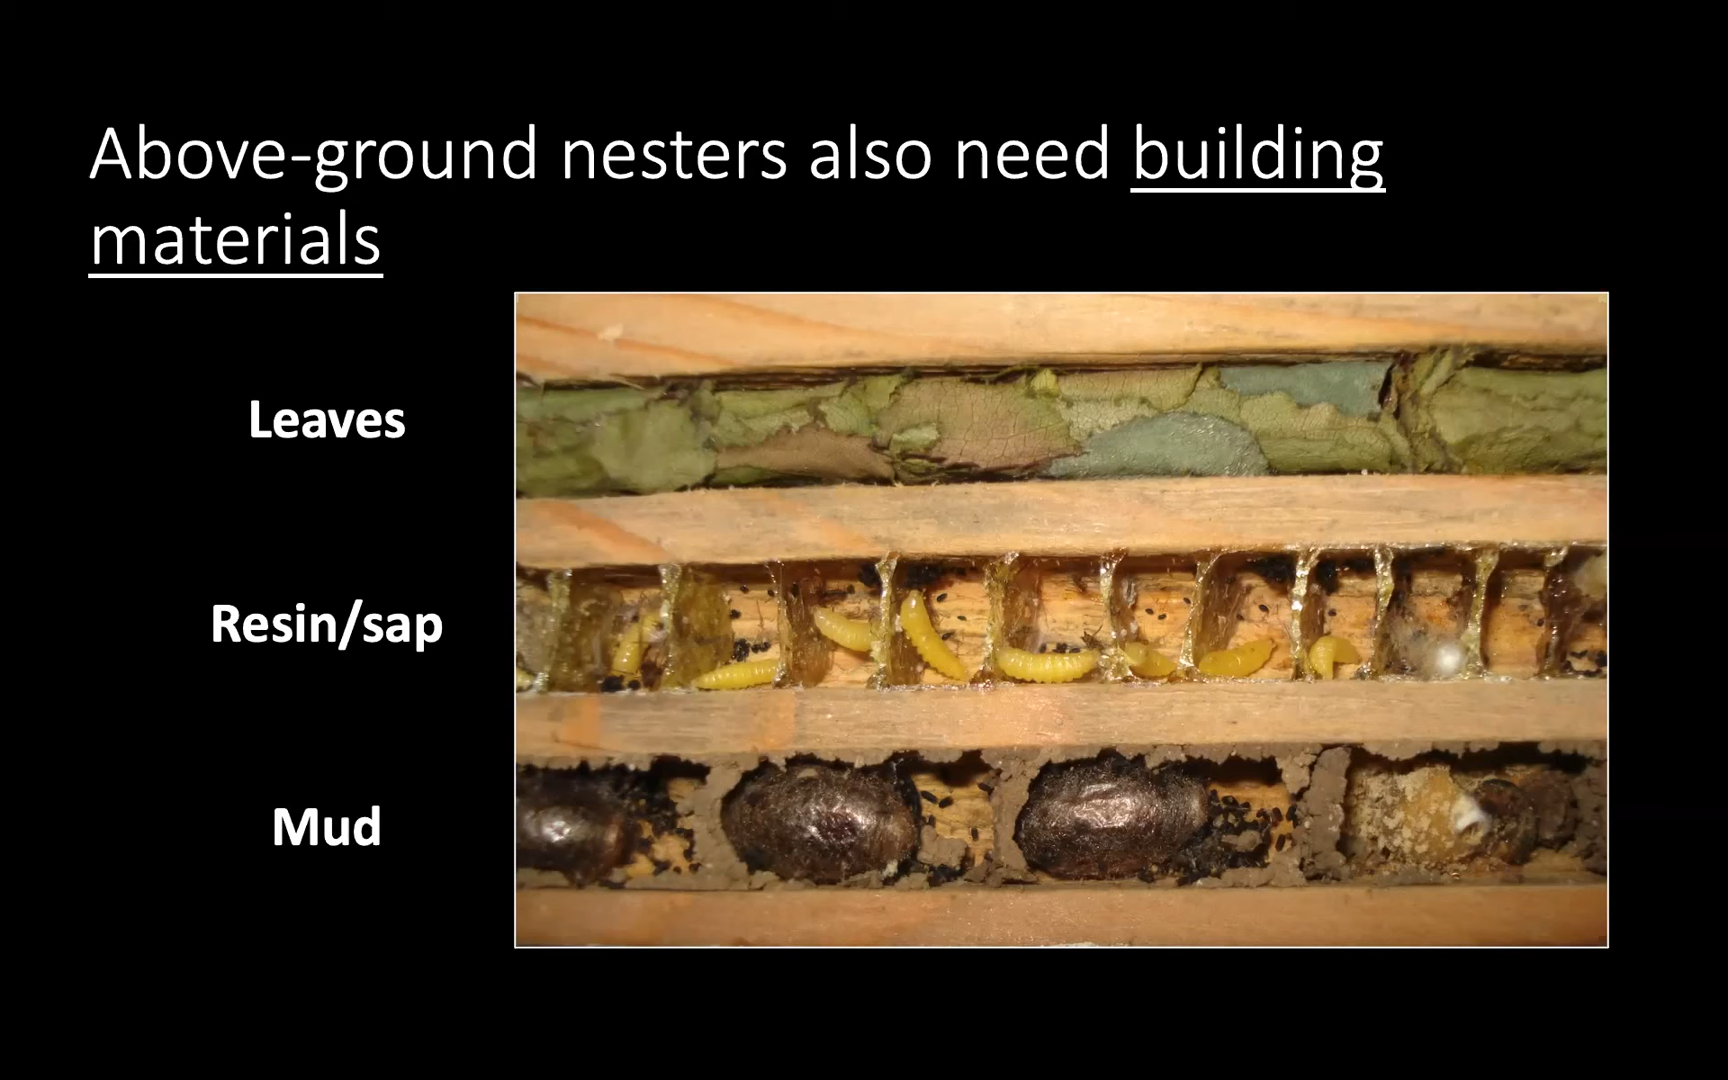 Above-ground nesters also need building
materials
Leaves
Resin/sap
Mud